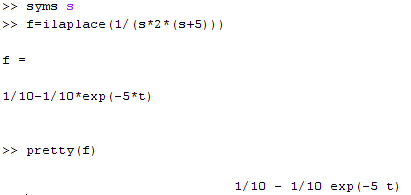 >> syms s
>> f=ilaplace(1/(s*2*(s+5)))
f =
1/10-1/10*exp(-5*t)
>> pretty(f)
1/10 - 1/10 exp(-5 t)